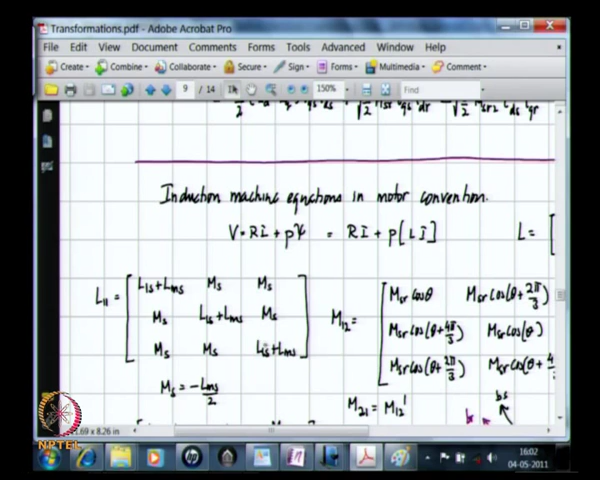 Transformations.pdf - Adobe Acrobat Pro
File Edit View Document Comments Forms Tools Advanced Window Help
Create Combine Collaborate Secure Sign Forms Multimedia Comment
9 / 14 150% Find
Induction machine equations in motor convention.
V = Ri + pΨ = Ri + p[Li] L = [
L11 = [ Lls+Lms Ms Ms
Ms Lls+Lms Ms
Ms Ms Lls+Lms ]
M12 = [ Msr cosθ Msr cos(θ+2π/3)
Msr cos(θ+4π/3) Msr cos(θ)
Msr cos(θ+2π/3) Msr cos(θ+4
Ms = -Lms/2
M21 = M12'
bs
NPTEL
.69 x 8.26 in
16:02
04-05-2011